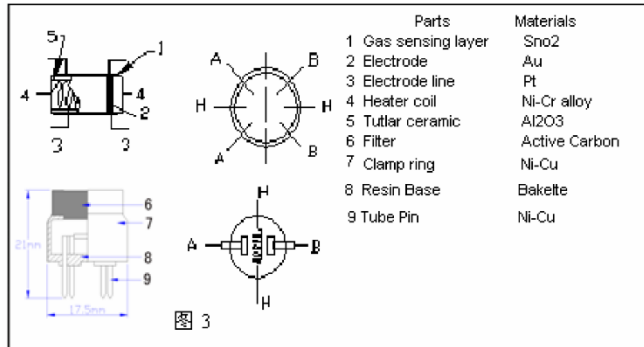 Parts Materials
1 Gas sensing layer Sno2
2 Electrode Au
3 Electrode line Pt
4 Heater coil Ni-Cr alloy
5 Tutlar ceramic Al2O3
6 Filter Active Carbon
7 Clamp ring Ni-Cu
8 Resin Base Bakette
9 Tube Pin Ni-Cu
5
1
4 4
2
3 3
A B
H H
A B
6
7
21mm
8
9
17.5mm
H
A B
H
图 3